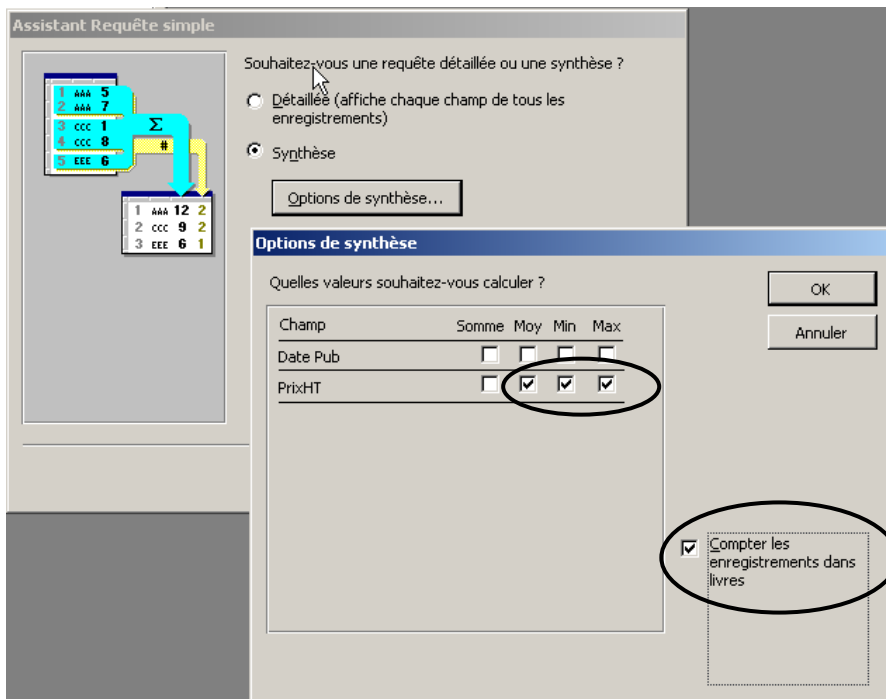 Assistant Requête simple
Souhaitez-vous une requête détaillée ou une synthèse ?
Détaillée (affiche chaque champ de tous les
enregistrements)
Synthèse
Options de synthèse...
1 AAA 5
2 AAA 7
3 CCC 1
4 CCC 8
5 EEE 6
Σ
#
1 AAA 12 2
2 CCC 9 2
3 EEE 6 1
Options de synthèse
Quelles valeurs souhaitez-vous calculer ?
OK
Annuler
Champ Somme Moy Min Max
Date Pub
PrixHT
Compter les
enregistrements dans
livres